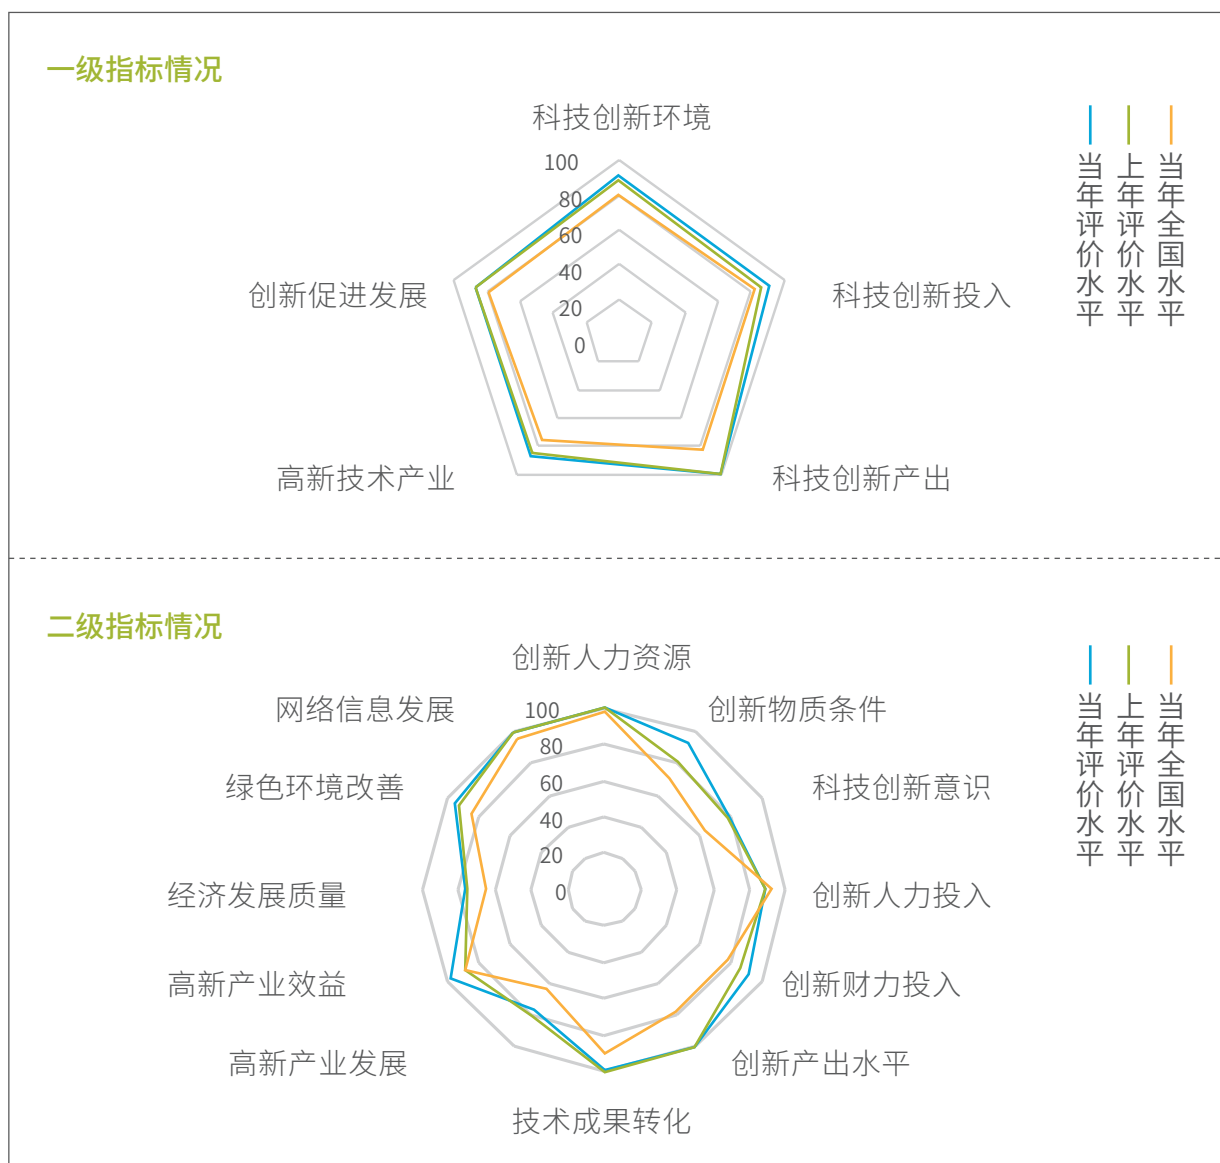 一级指标情况
科技创新环境
100
80
60
40
20
0
创新促进发展
科技创新投入
高新技术产业
科技创新产出
当年评价水平
上年评价水平
当年全国水平
二级指标情况
创新人力资源
网络信息发展
100
创新物质条件
80
绿色环境改善
60
科技创新意识
40
20
经济发展质量
0
创新人力投入
高新产业效益
创新财力投入
高新产业发展
创新产出水平
技术成果转化
当年评价水平
上年评价水平
当年全国水平